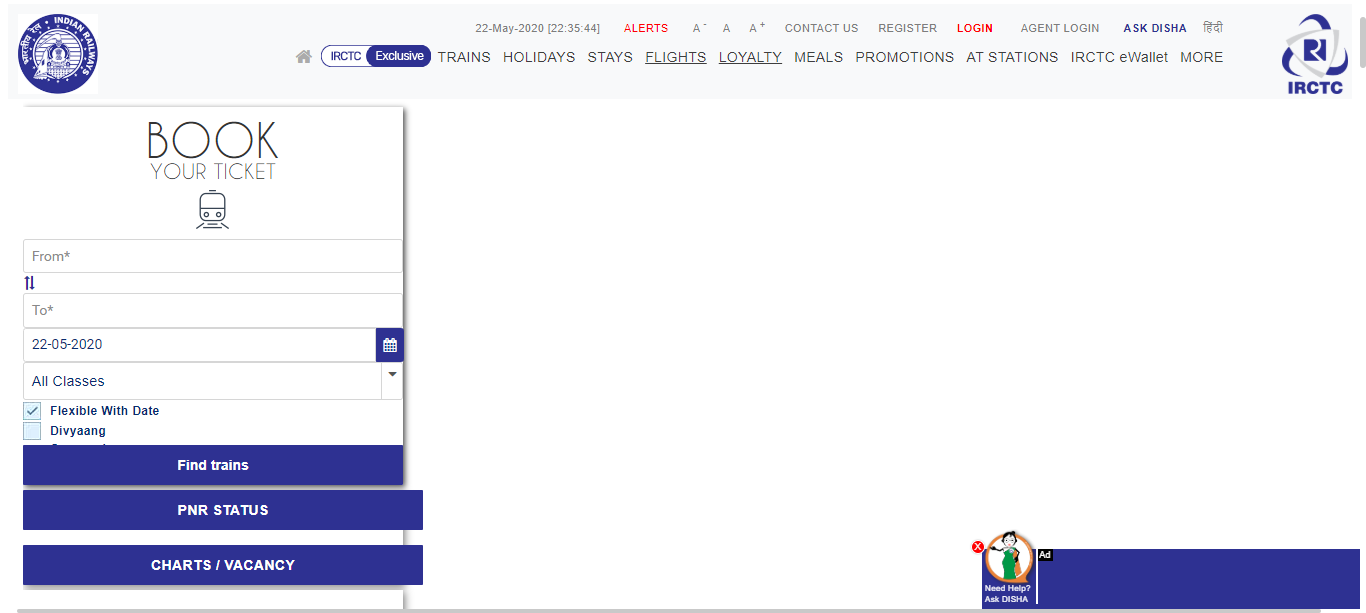 22-May-2020 [22:35:44] ALERTS A- A A+ CONTACT US REGISTER LOGIN AGENT LOGIN ASK DISHA हिंदी
भारतीय रेल INDIAN RAILWAYS
IRCTC Exclusive TRAINS HOLIDAYS STAYS FLIGHTS LOYALTY MEALS PROMOTIONS AT STATIONS IRCTC eWallet MORE
IRCTC
BOOK
YOUR TICKET
From*
To*
22-05-2020
All Classes
Flexible With Date
Divyaang
Find trains
PNR STATUS
CHARTS / VACANCY
X
Ad
Need Help?
Ask DISHA